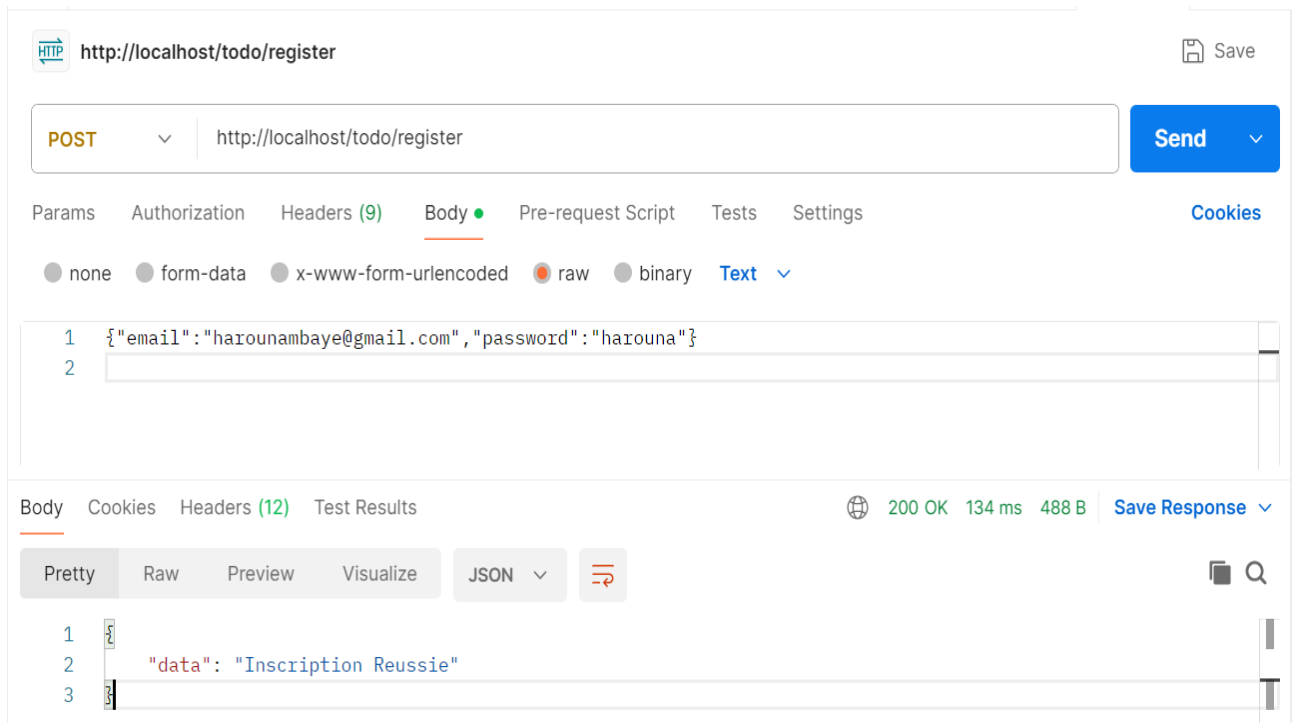 HTTP http://localhost/todo/register Save
POST http://localhost/todo/register Send
Params Authorization Headers (9) Body Pre-request Script Tests Settings Cookies
none form-data x-www-form-urlencoded raw binary Text
1 {"email":"harounambaye@gmail.com","password":"harouna"}
2
Body Cookies Headers (12) Test Results 200 OK 134 ms 488 B Save Response
Pretty Raw Preview Visualize JSON
1 {
2 "data": "Inscription Reussie"
3 }